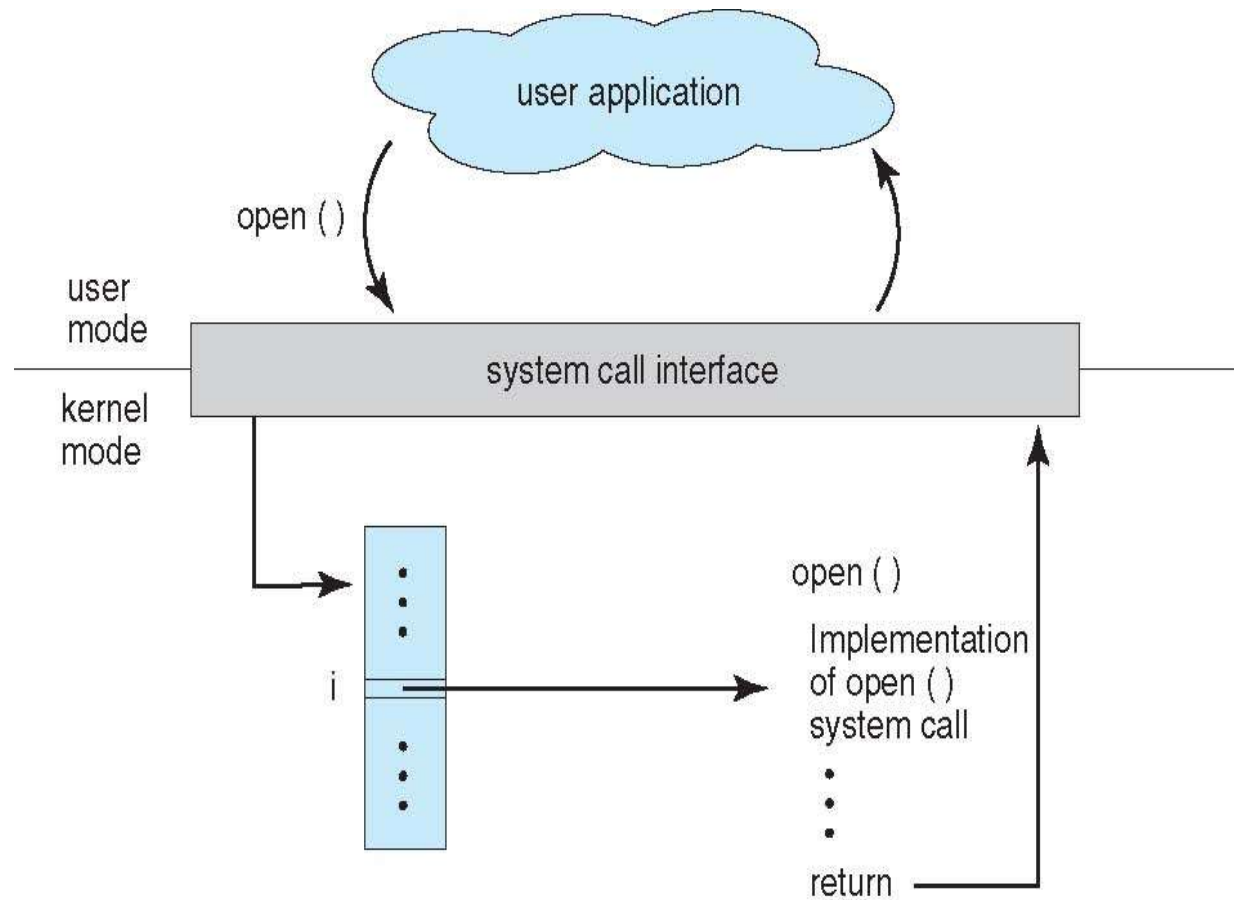 user application
open ( )
user
mode
system call interface
kernel
mode
open ( )
Implementation
of open ( )
system call
i
return